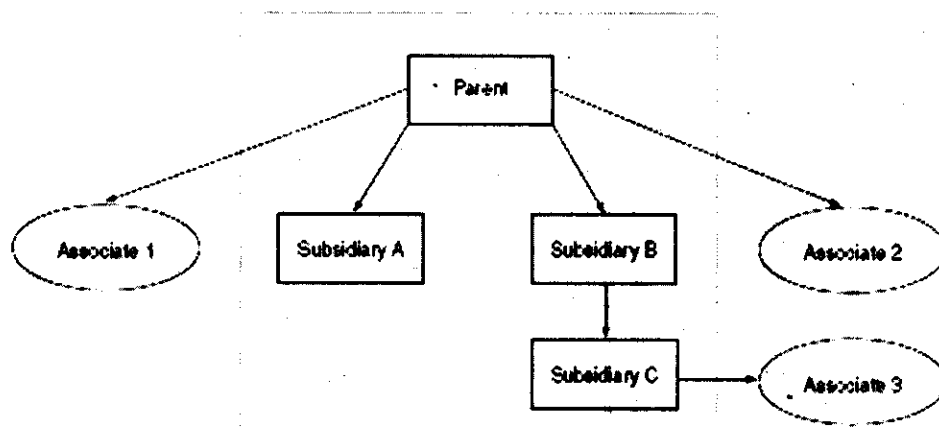 Parent
Associate 1
Subsidiary A
Subsidiary B
Associate 2
Subsidiary C
Associate 3